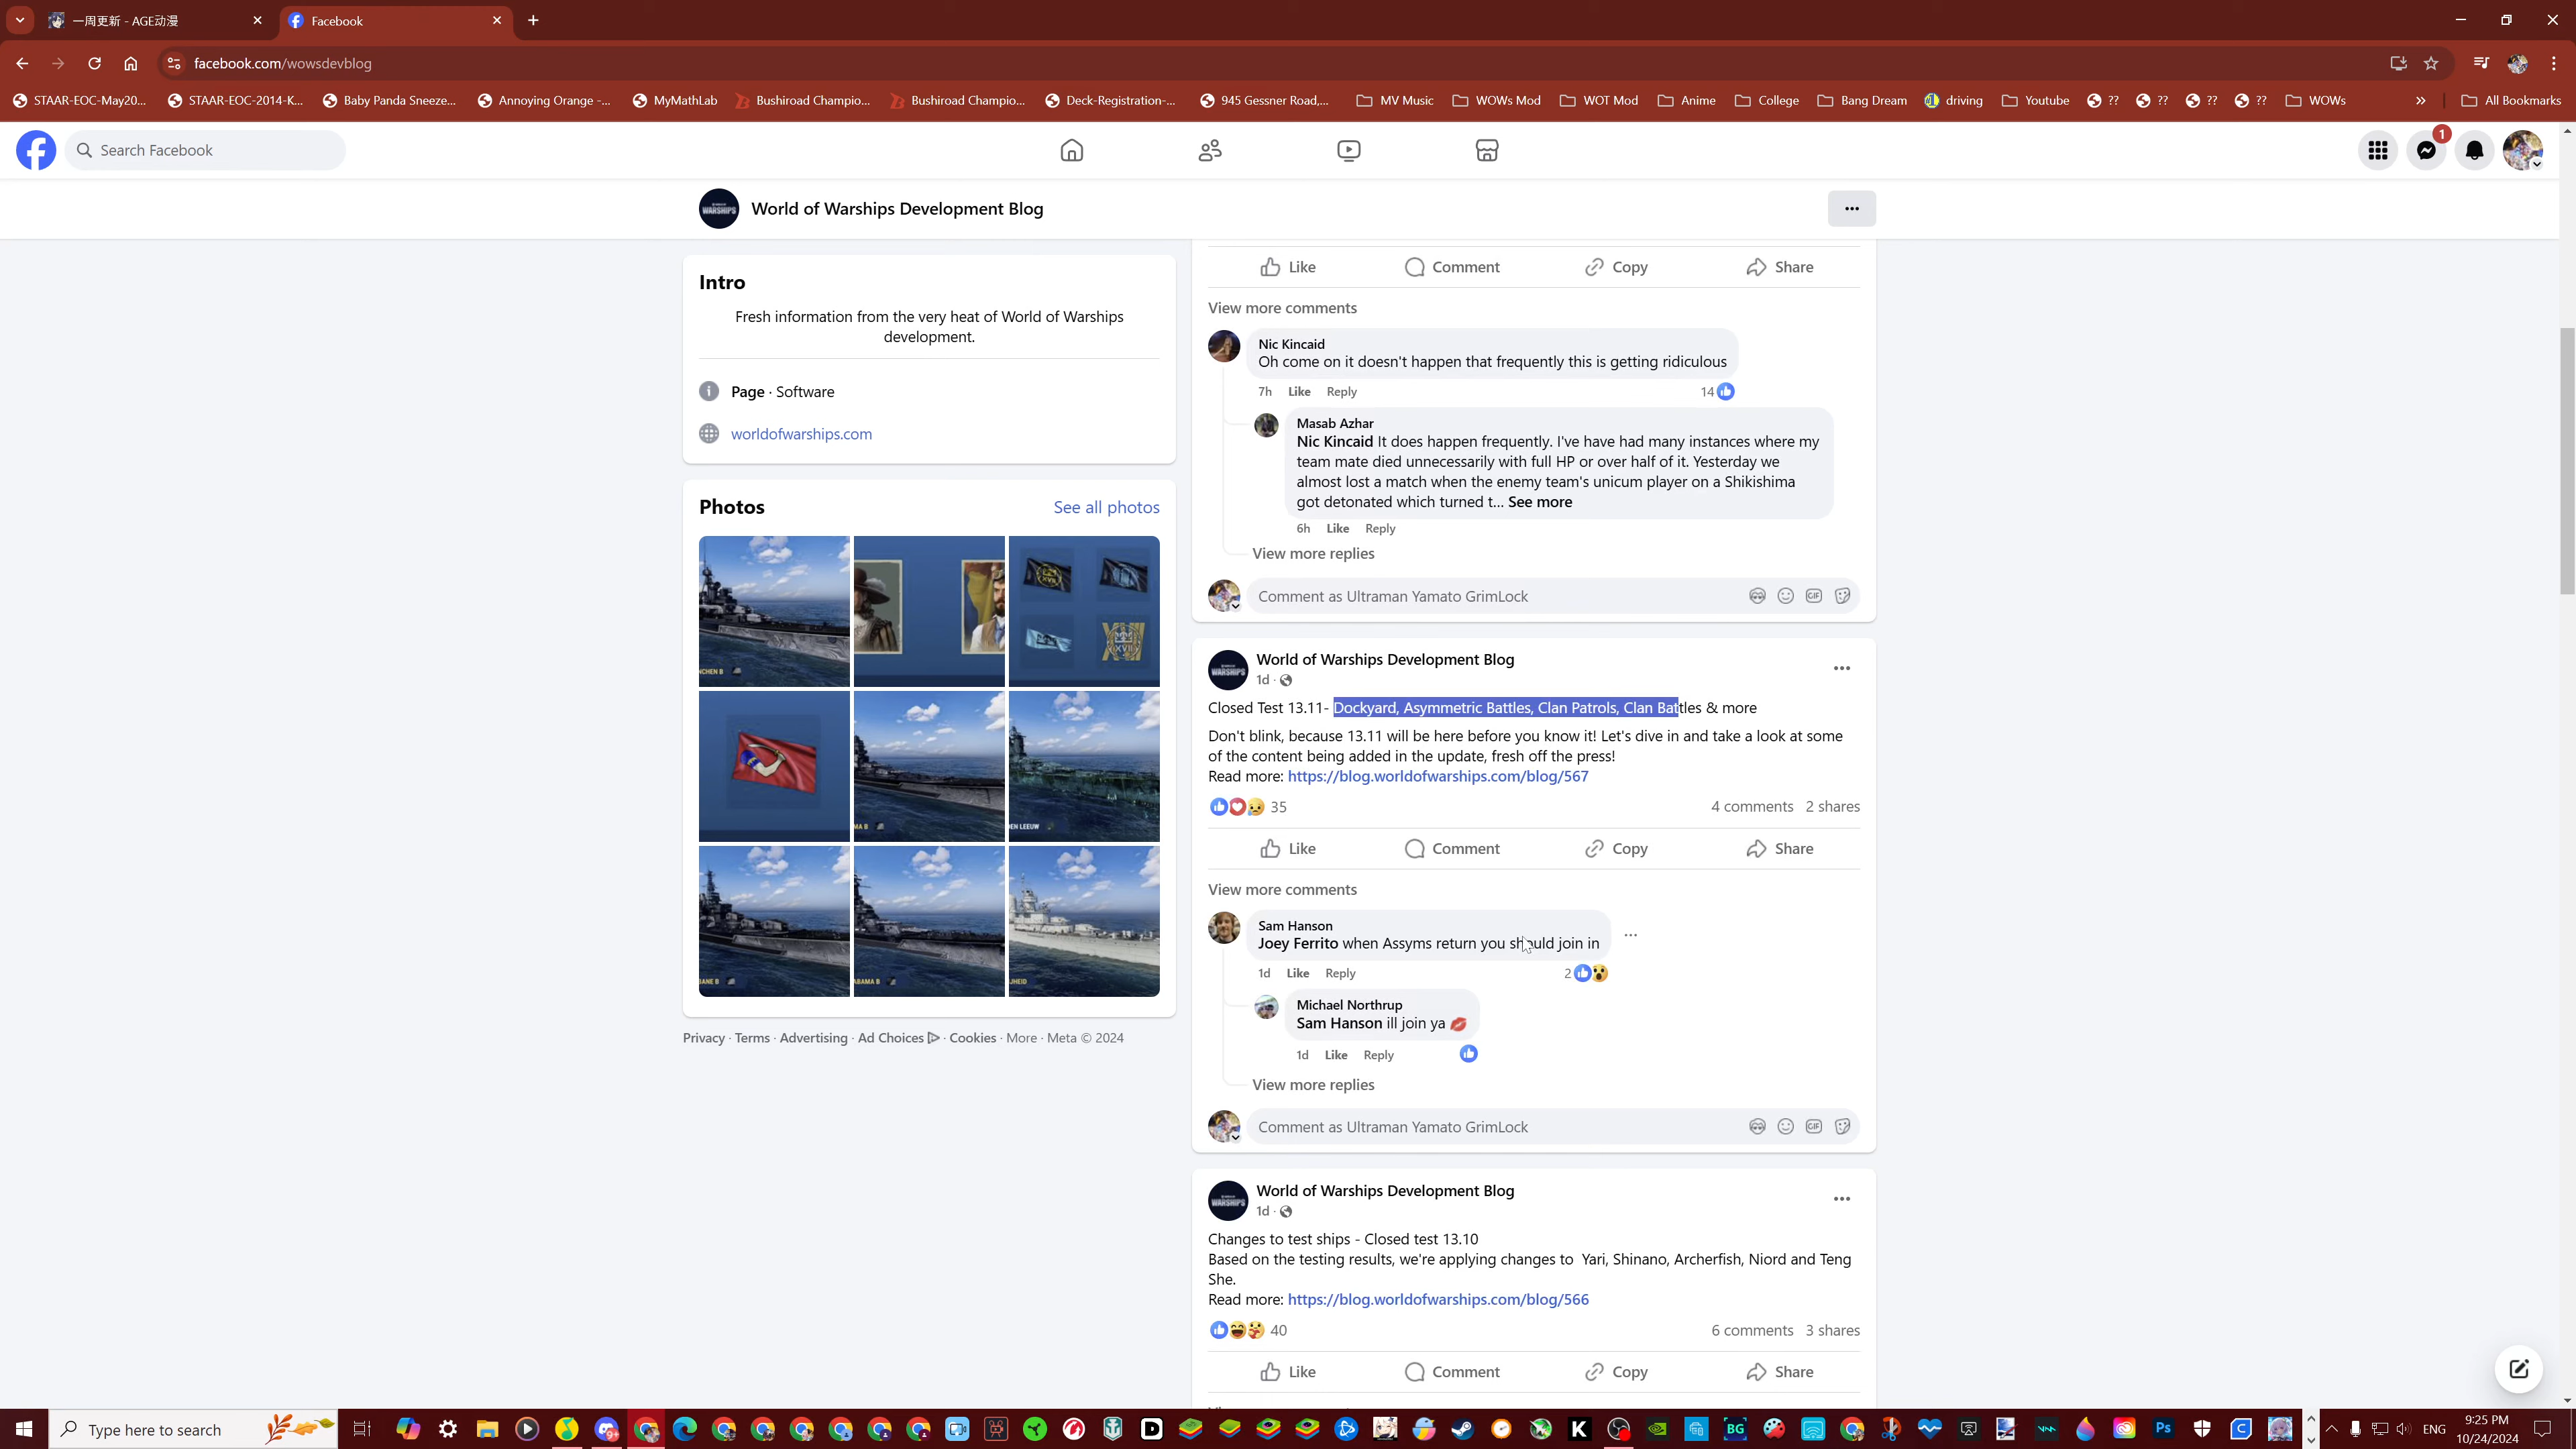 一周更新 - AGE动漫
Facebook
facebook.com/wowsdevblog
STAAR-EOC-May20...
STAAR-EOC-2014-K...
Baby Panda Sneeze...
Annoying Orange -...
MyMathLab
Bushiroad Champio...
Bushiroad Champio...
Deck-Registration-...
945 Gessner Road,...
MV Music
WOWs Mod
WOT Mod
Anime
College
Bang Dream
driving
Youtube
??
??
??
??
WOWs
»
All Bookmarks
Search Facebook
1
World of Warships Development Blog
Intro
Fresh information from the very heat of World of Warships
development.
Page · Software
worldofwarships.com
Photos
See all photos
Privacy · Terms · Advertising · Ad Choices · Cookies · More · Meta © 2024
Like Comment Copy Share
View more comments
Nic Kincaid
Oh come on it doesn't happen that frequently this is getting ridiculous
7h Like Reply 14
Masab Azhar
Nic Kincaid It does happen frequently. I've have had many instances where my
team mate died unnecessarily with full HP or over half of it. Yesterday we
almost lost a match when the enemy team's unicum player on a Shikishima
got detonated which turned t... See more
6h Like Reply
View more replies
Comment as Ultraman Yamato GrimLock
World of Warships Development Blog
1d ·
Closed Test 13.11- Dockyard, Asymmetric Battles, Clan Patrols, Clan Battles & more
Don't blink, because 13.11 will be here before you know it! Let's dive in and take a look at some
of the content being added in the update, fresh off the press!
Read more: https://blog.worldofwarships.com/blog/567
35 4 comments 2 shares
Like Comment Copy Share
View more comments
Sam Hanson
Joey Ferrito when Assyms return you should join in
1d Like Reply 2
Michael Northrup
Sam Hanson ill join ya
1d Like Reply
View more replies
Comment as Ultraman Yamato GrimLock
World of Warships Development Blog
1d ·
Changes to test ships - Closed test 13.10
Based on the testing results, we're applying changes to Yari, Shinano, Archerfish, Niord and Teng
She.
Read more: https://blog.worldofwarships.com/blog/566
40 6 comments 3 shares
Like Comment Copy Share
Type here to search
ENG
9:25 PM
10/24/2024